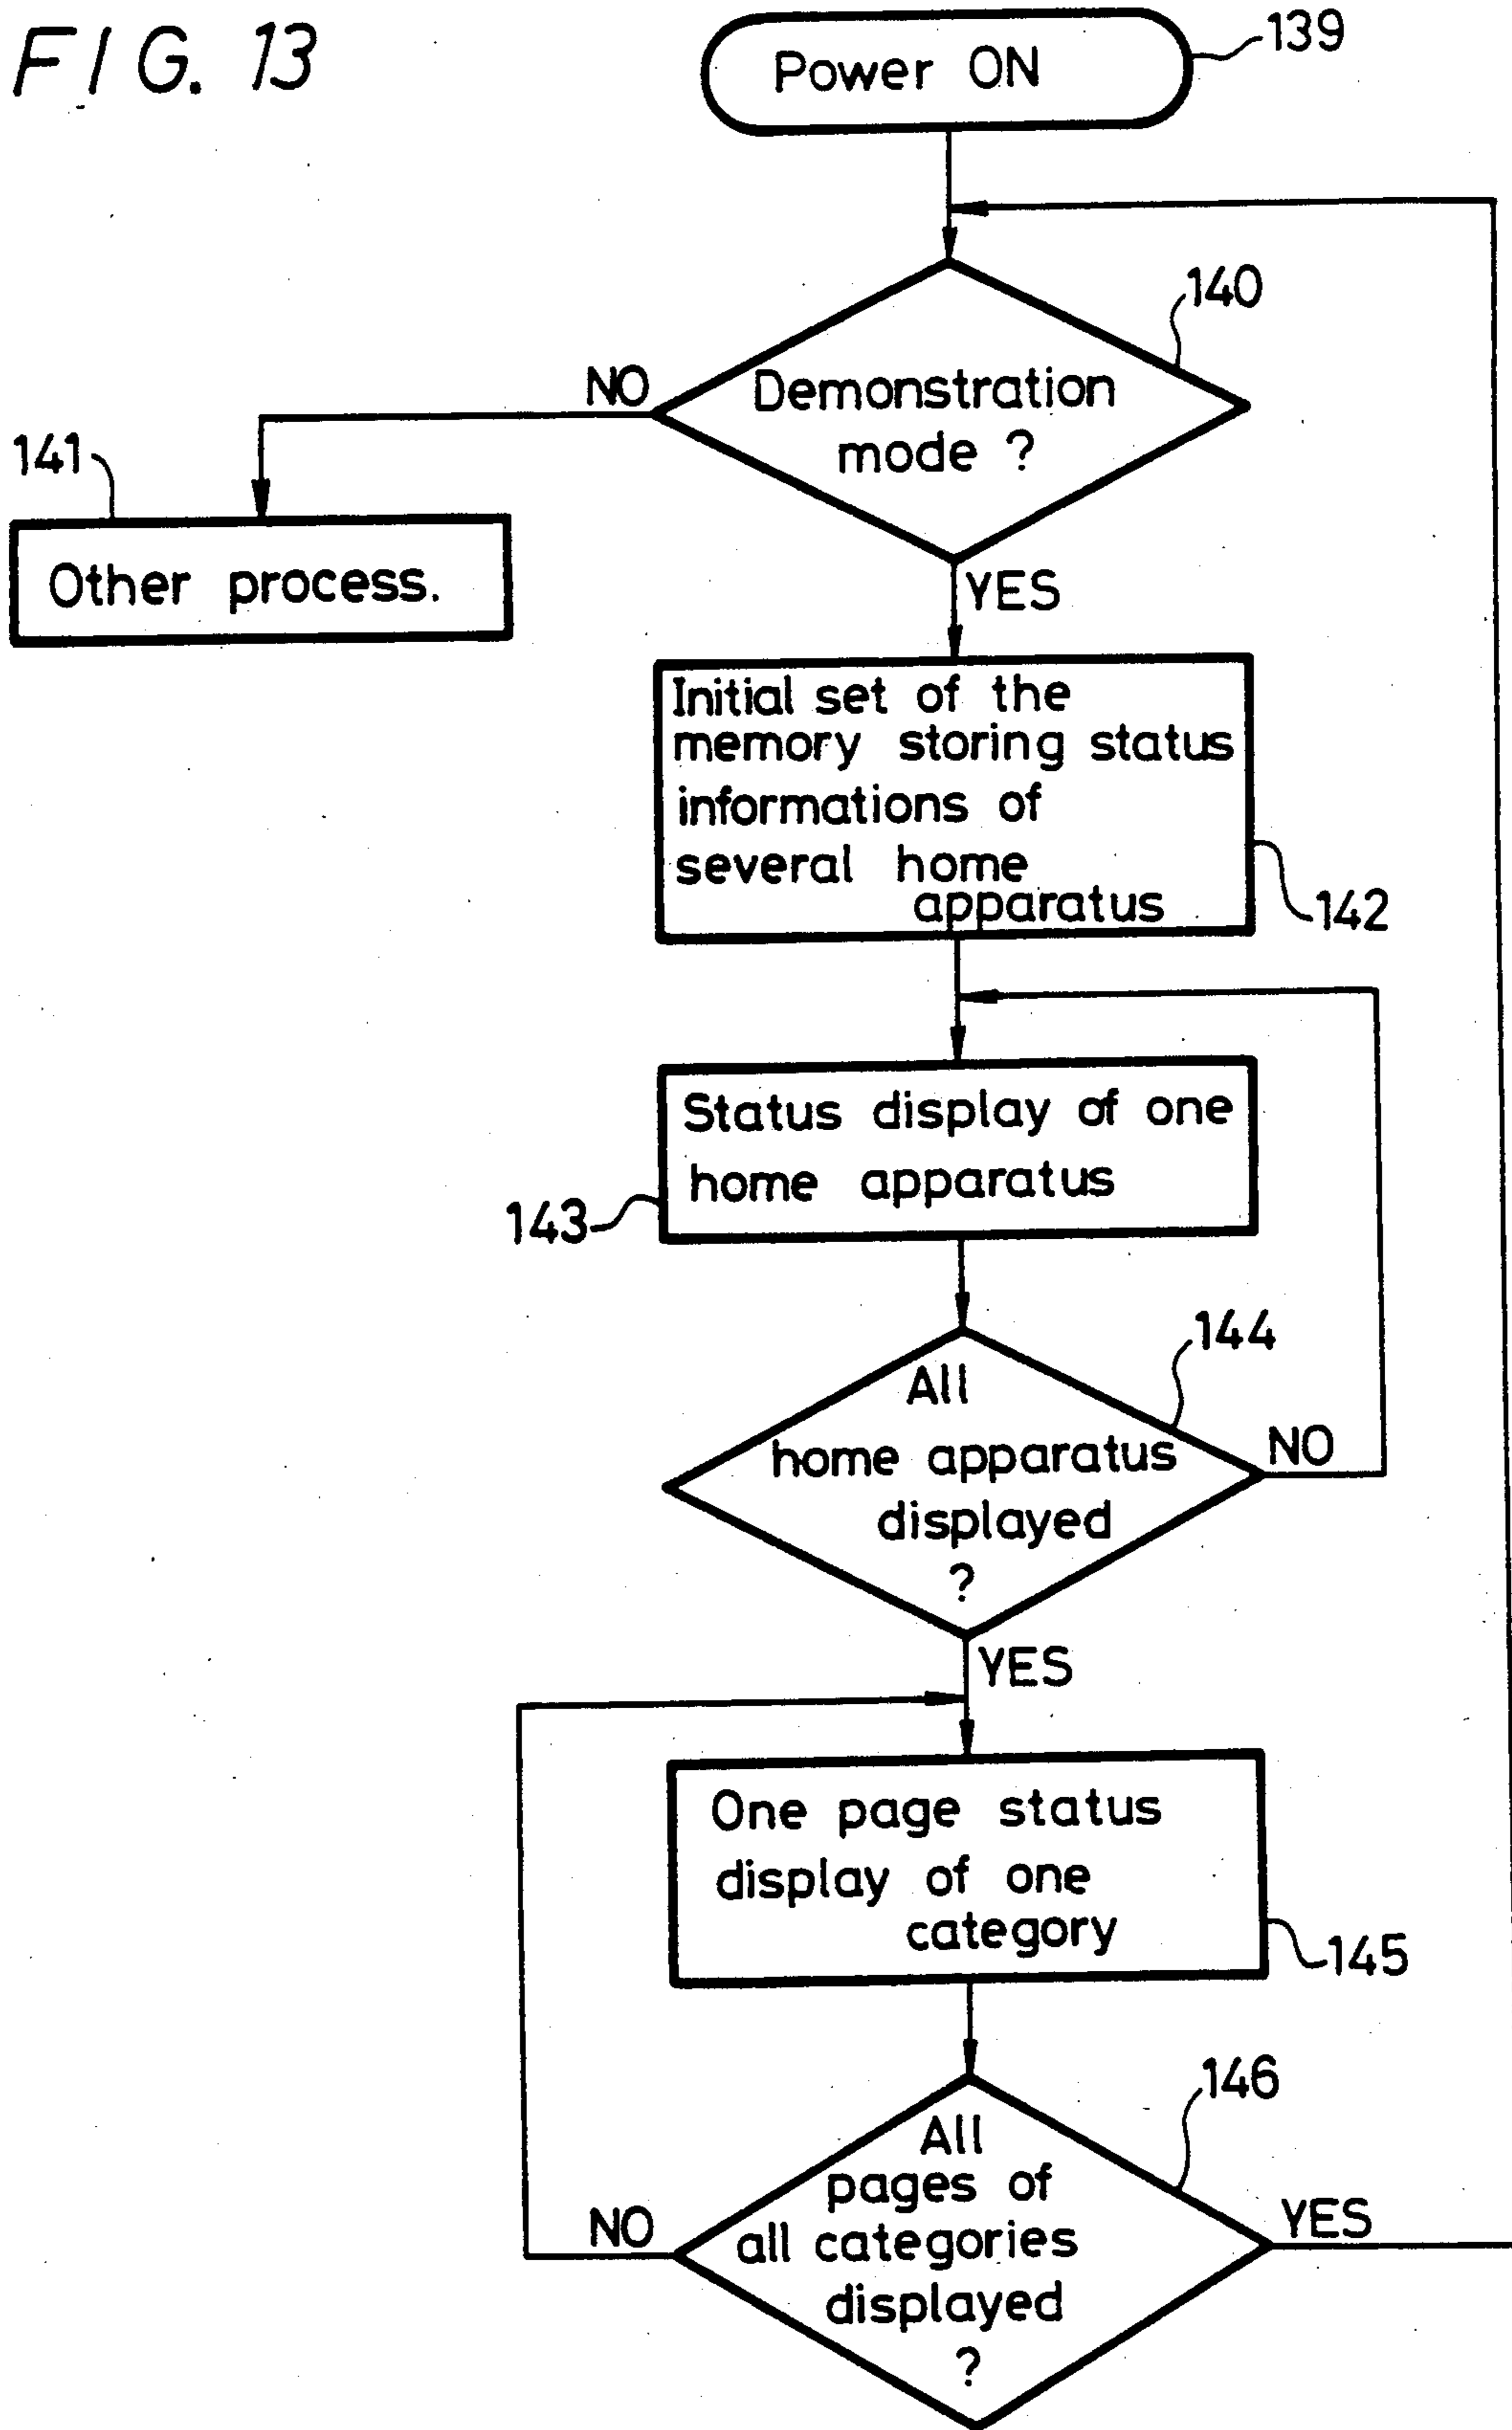 FIG. 13
Power ON
139
140
Demonstration
mode ?
NO
141
Other process.
YES
Initial set of the
memory storing status
informations of
several home
apparatus
142
Status display of one
home apparatus
143
144
All
home apparatus
displayed
?
NO
YES
One page status
display of one
category
145
146
All
pages of
all categories
displayed
?
NO
YES